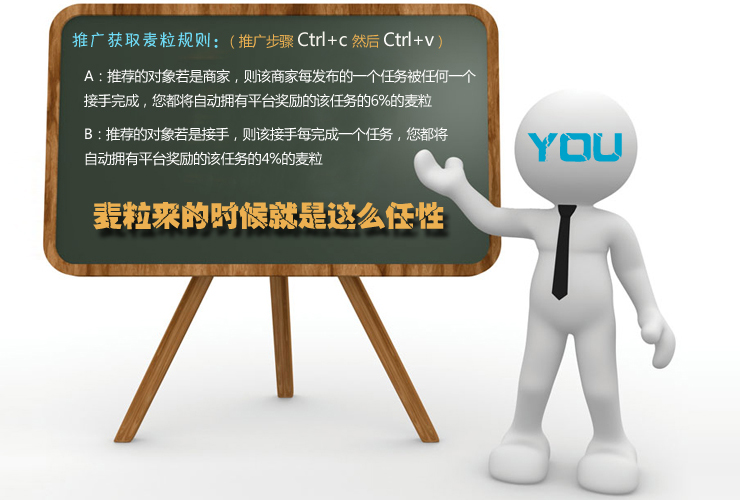 推广获取麦粒规则：（ 推广步骤 Ctrl+c 然后 Ctrl+v ）
A：推荐的对象若是商家，则该商家每发布的一个任务被任何一个
接手完成，您都将自动拥有平台奖励的该任务的6%的麦粒
B：推荐的对象若是接手，则该接手每完成一个任务，您都将
自动拥有平台奖励的该任务的4%的麦粒
YOU
麦粒来的时候就是这么任性